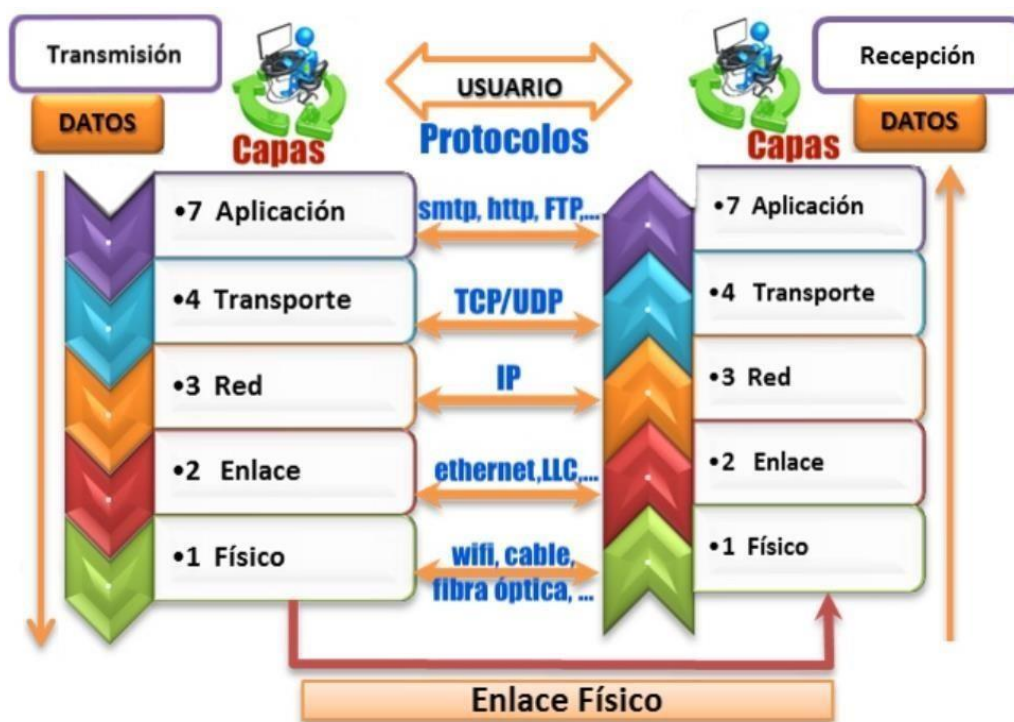 Transmisión
DATOS
Capas
USUARIO
Protocolos
Capas
Recepción
DATOS
•7 Aplicación
smtp, http, FTP,...
•7 Aplicación
•4 Transporte
TCP/UDP
•4 Transporte
•3 Red
IP
•3 Red
•2 Enlace
ethernet,LLC,...
•2 Enlace
•1 Físico
wifi, cable,
fibra óptica, ...
•1 Físico
Enlace Físico